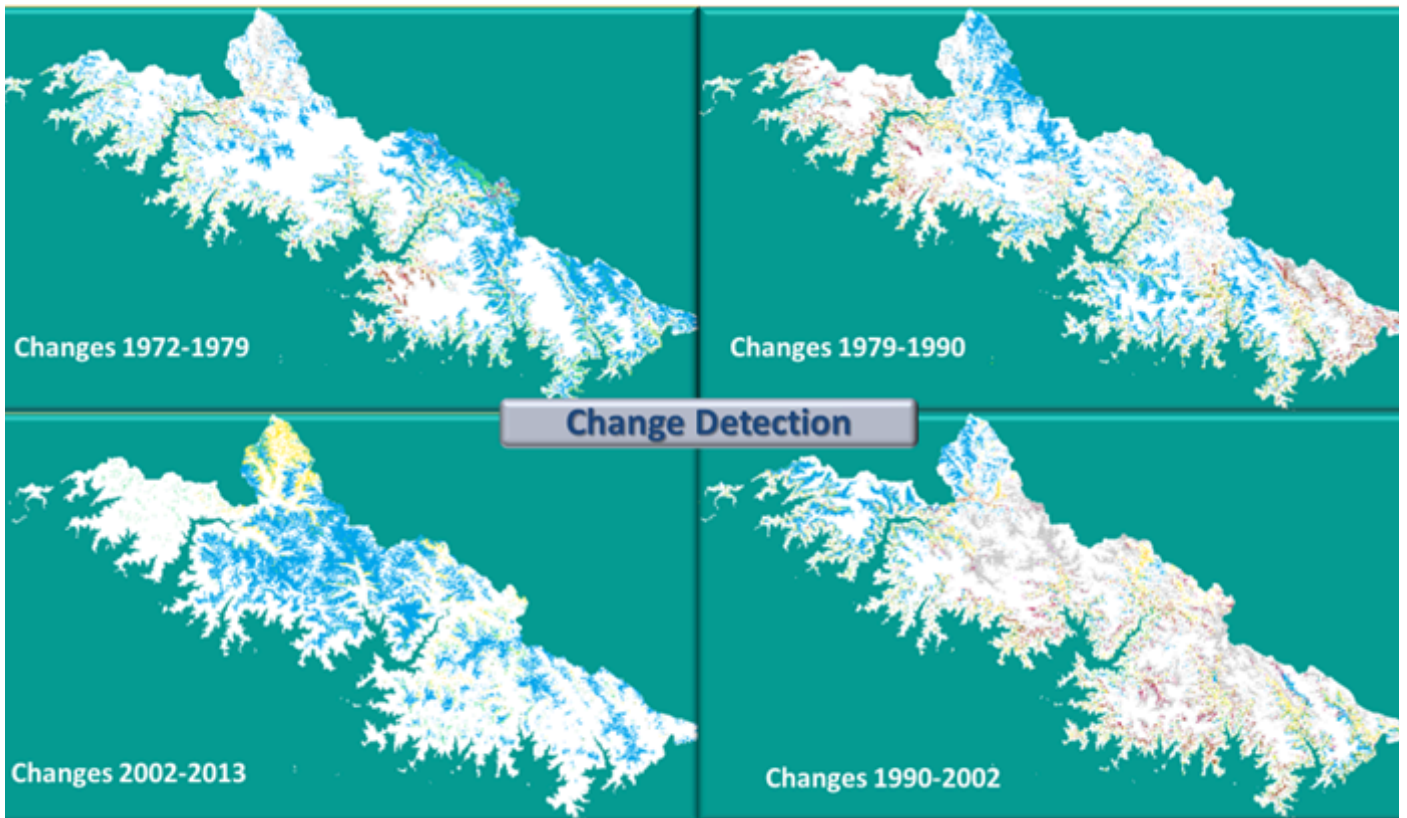 Changes 1972-1979
Changes 1979-1990
Change Detection
Changes 2002-2013
Changes 1990-2002